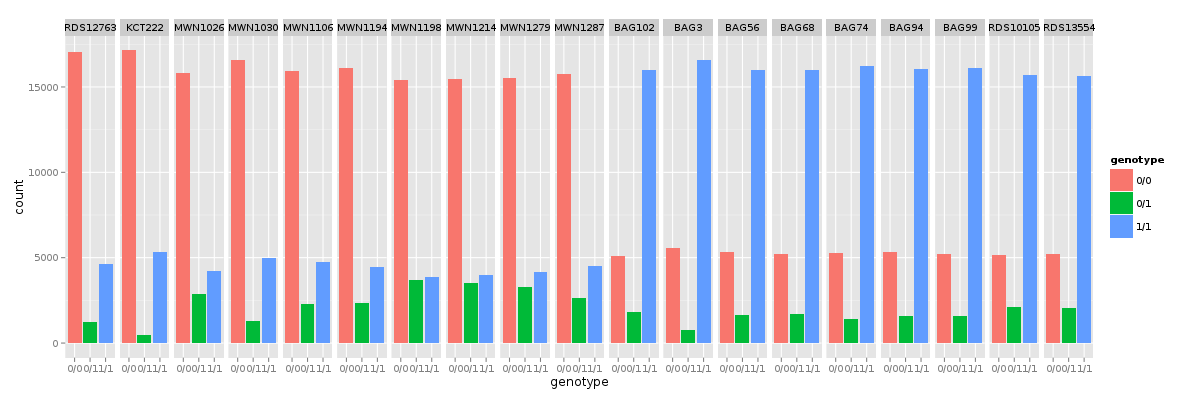 RDS12763 KCT222 MWN1026 MWN1030 MWN1106 MWN1194 MWN1198 MWN1214 MWN1279 MWN1287 BAG102 BAG3 BAG56 BAG68 BAG74 BAG94 BAG99 RDS10105 RDS13554
15000
10000
5000
0
count
0/00/11/1 0/00/11/1 0/00/11/1 0/00/11/1 0/00/11/1 0/00/11/1 0/00/11/1 0/00/11/1 0/00/11/1 0/00/11/1 0/00/11/1 0/00/11/1 0/00/11/1 0/00/11/1 0/00/11/1 0/00/11/1 0/00/11/1 0/00/11/1 0/00/11/1
genotype
genotype
0/0
0/1
1/1